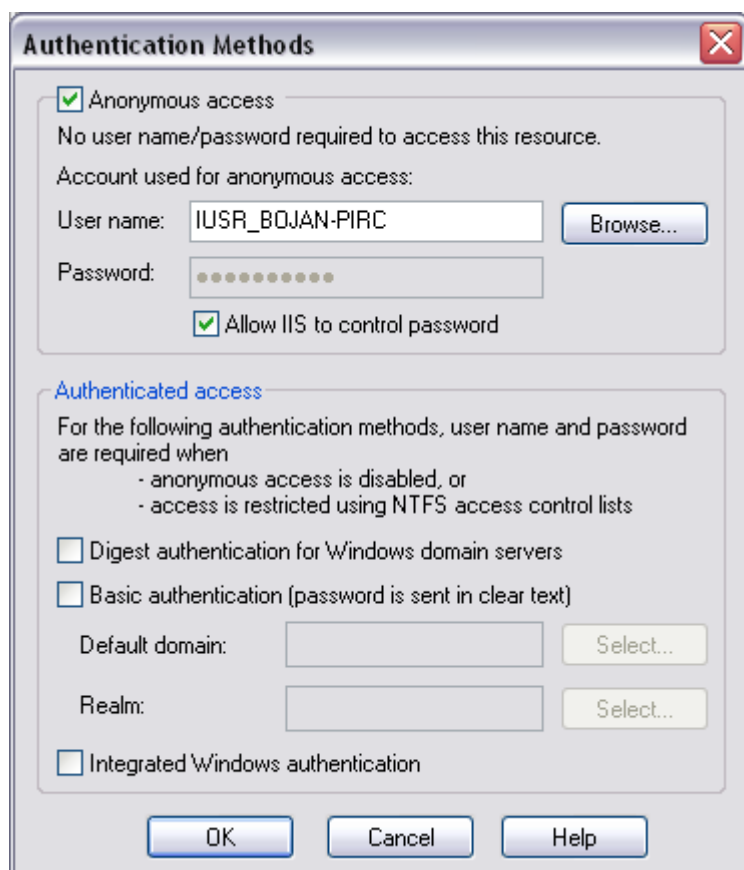 Authentication Methods
Anonymous access
No user name/password required to access this resource.
Account used for anonymous access:
User name: IUSR_BOJAN-PIRC Browse...
Password: ●●●●●●●●●●
Allow IIS to control password
Authenticated access
For the following authentication methods, user name and password
are required when
- anonymous access is disabled, or
- access is restricted using NTFS access control lists
Digest authentication for Windows domain servers
Basic authentication (password is sent in clear text)
Default domain: Select...
Realm: Select...
Integrated Windows authentication
OK Cancel Help